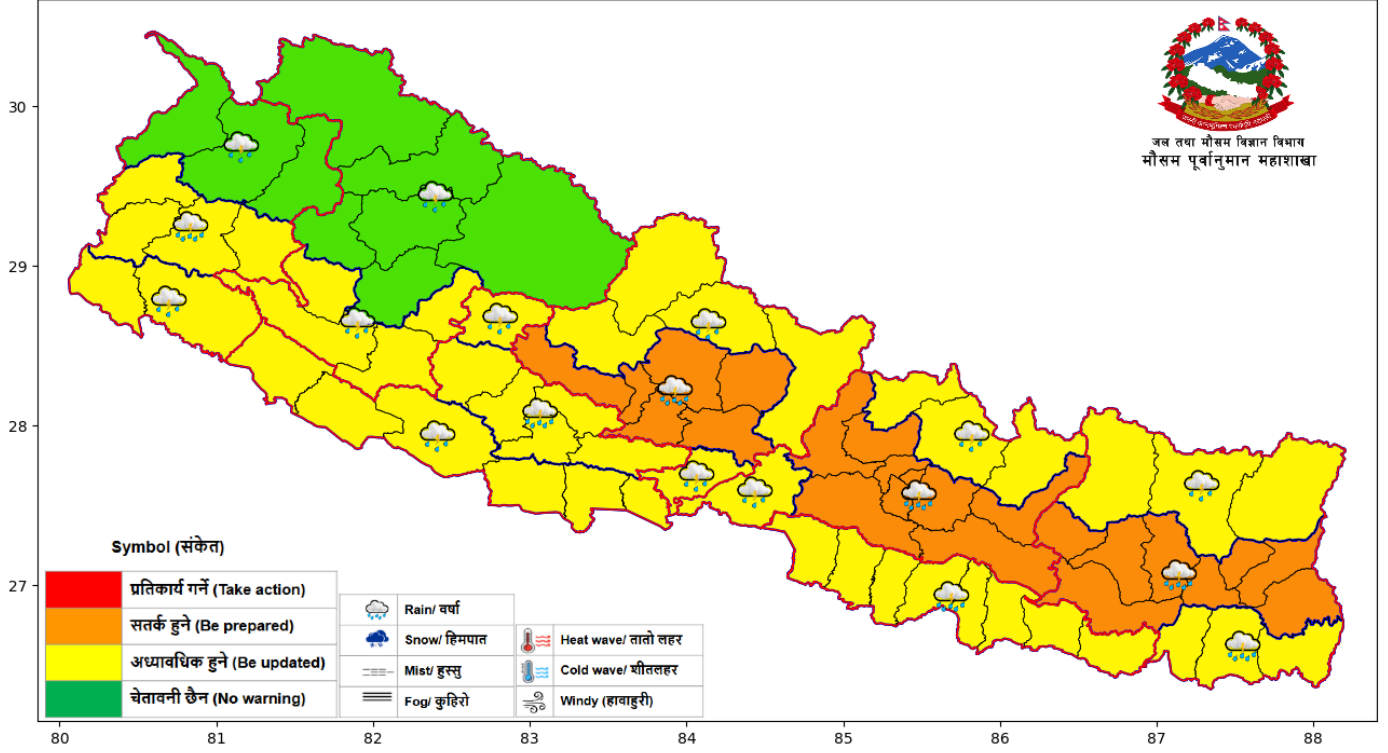 जल तथा मौसम विज्ञान विभाग
मौसम पूर्वानुमान महाशाखा
30
29
28
27
80 81 82 83 84 85 86 87 88
Symbol (संकेत)
प्रतिकार्य गर्ने (Take action)
सतर्क हुने (Be prepared)
अध्यावधिक हुने (Be updated)
चेतावनी छैन (No warning)
Rain/ वर्षा
Snow/ हिमपात
Mist/ हुस्सु
Fog/ कुहिरो
Heat wave/ तातो लहर
Cold wave/ शीतलहर
Windy (हावाहुरी)